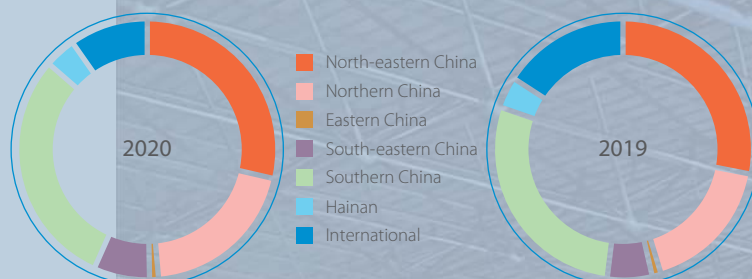 2020
North-eastern China
Northern China
Eastern China
South-eastern China
Southern China
Hainan
International
2019